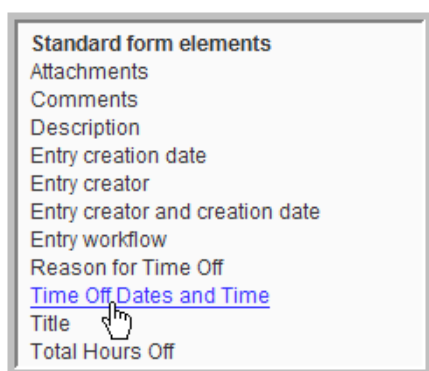 Standard form elements
Attachments
Comments
Description
Entry creation date
Entry creator
Entry creator and creation date
Entry workflow
Reason for Time Off
Time Off Dates and Time
Title
Total Hours Off